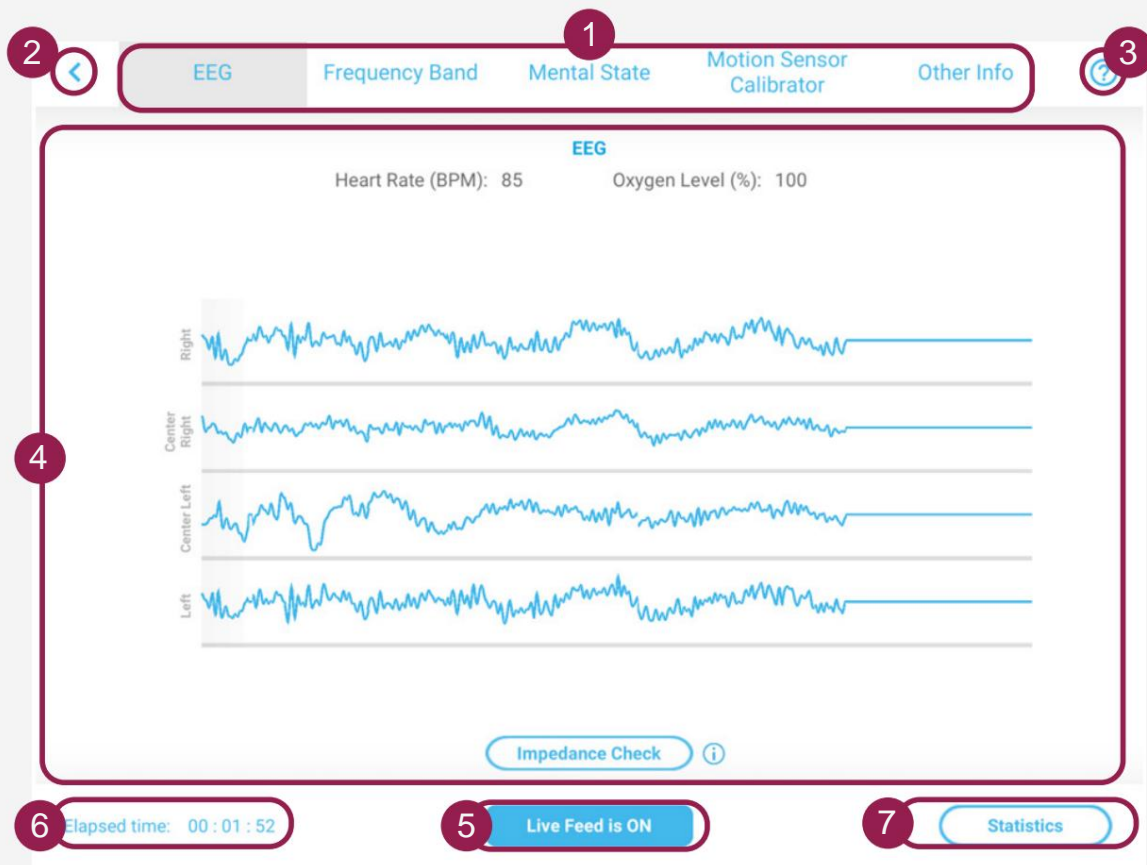 1
2
3
EEG
Frequency Band
Mental State
Motion Sensor
Calibrator
Other Info
?
EEG
Heart Rate (BPM): 85
Oxygen Level (%): 100
Right
Center
Right
4
Center Left
Left
Impedance Check
i
6
Elapsed time: 00 : 01 : 52
5
Live Feed is ON
7
Statistics